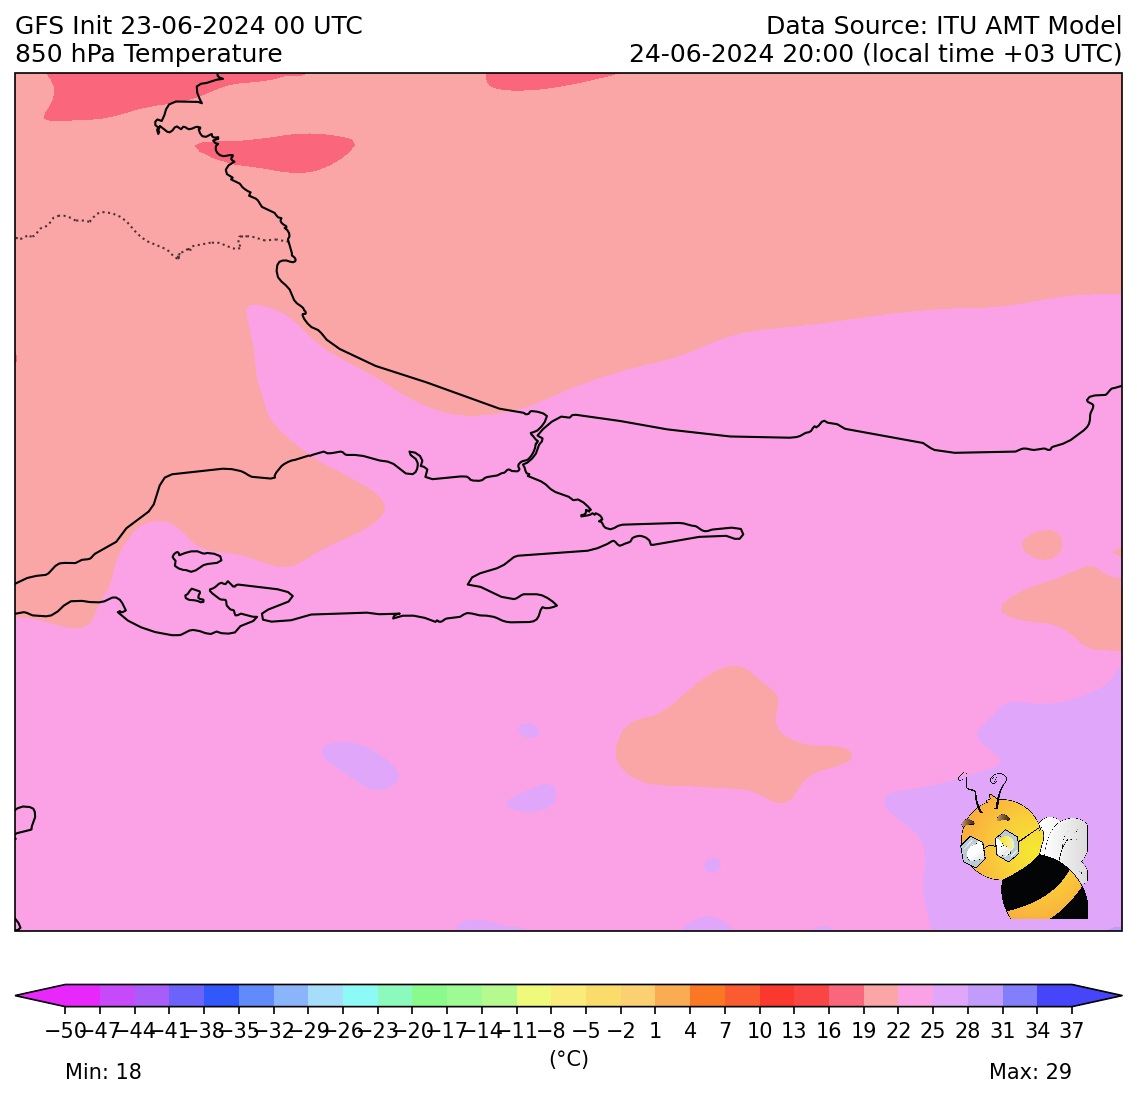 GFS Init 23-06-2024 00 UTC
Data Source: ITU AMT Model
850 hPa Temperature
24-06-2024 20:00 (local time +03 UTC)
−50 −47 −44 −41 −38 −35 −32 −29 −26 −23 −20 −17 −14 −11 −8 −5 −2 1 4 7 10 13 16 19 22 25 28 31 34 37
(°C)
Min: 18
Max: 29